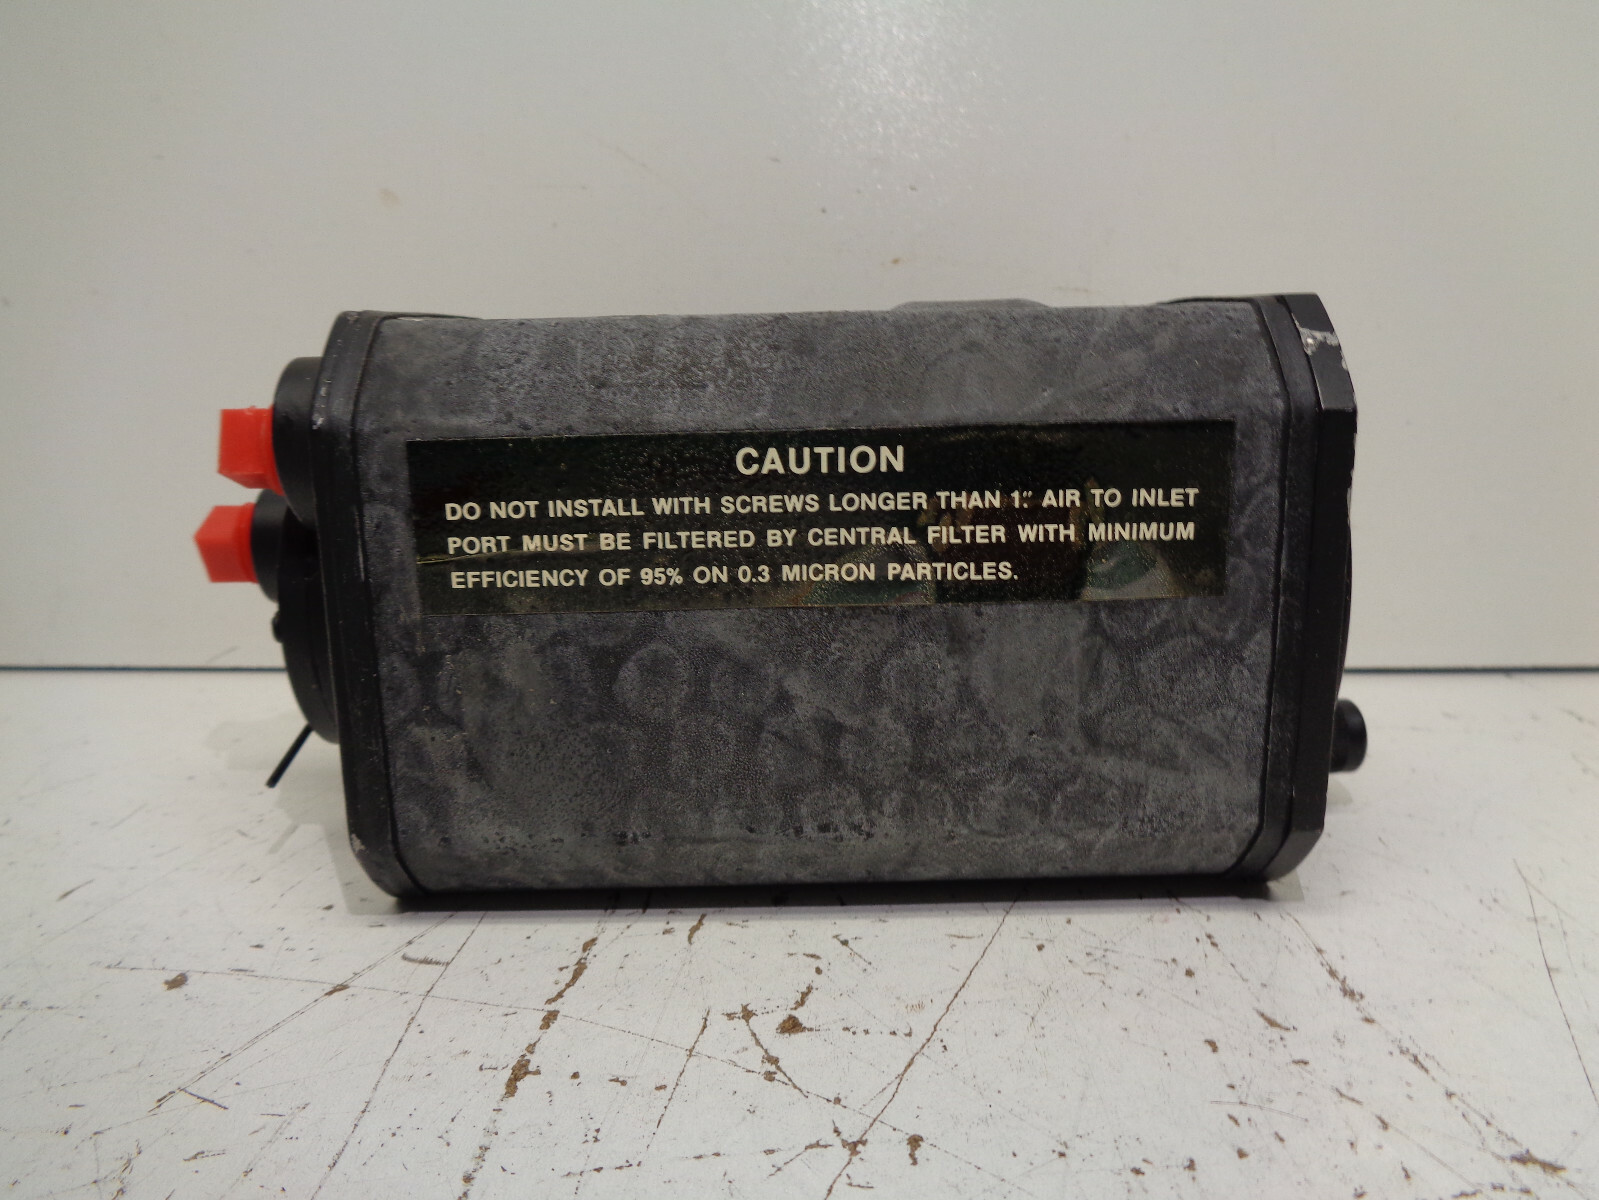 CAUTION
DO NOT INSTALL WITH SCREWS LONGER THAN 1". AIR TO INLET
PORT MUST BE FILTERED BY CENTRAL FILTER WITH MINIMUM
EFFICIENCY OF 95% ON 0.3 MICRON PARTICLES.